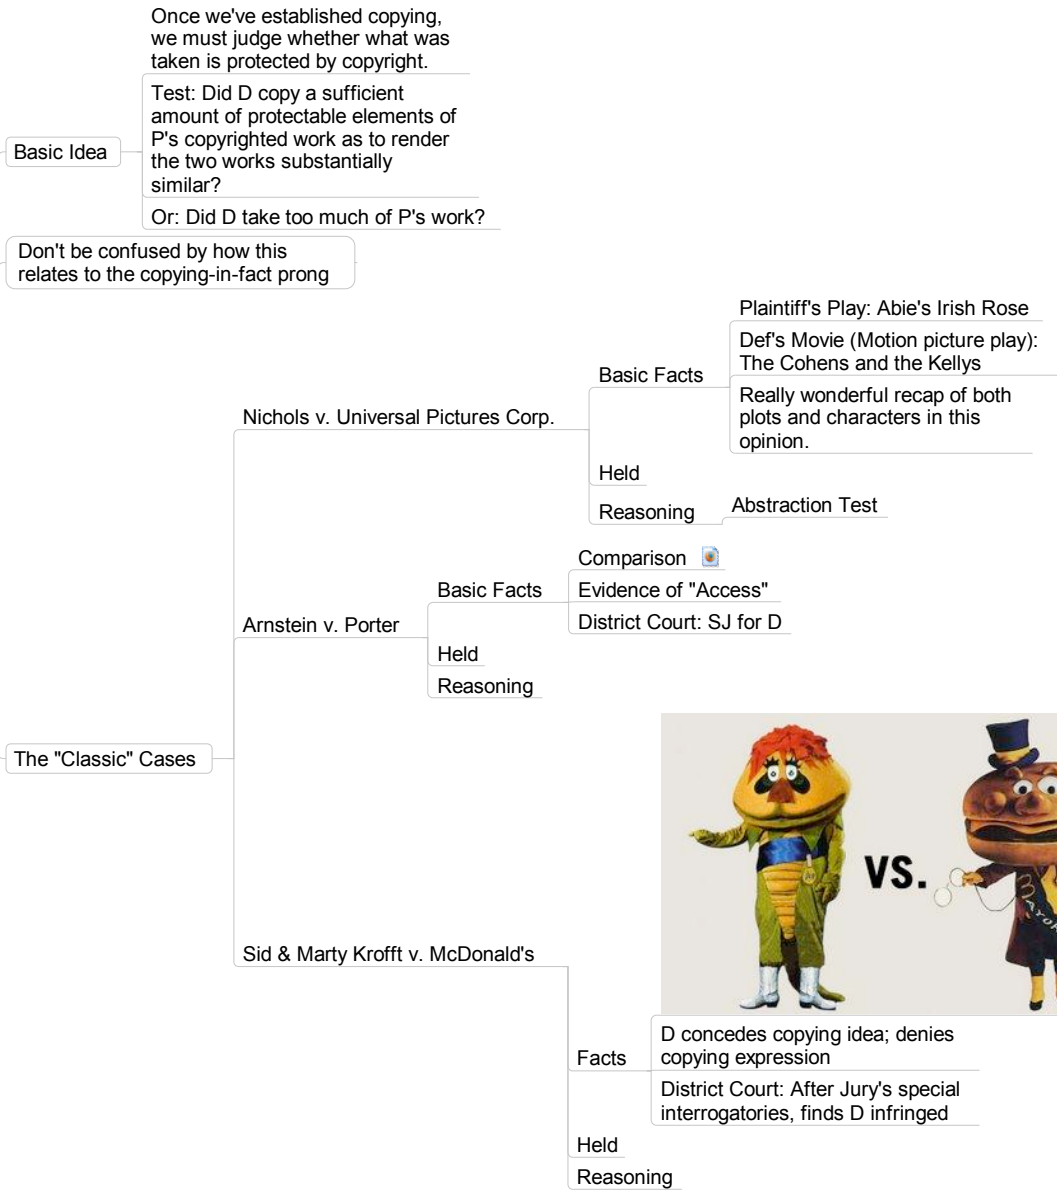 Once we've established copying,
we must judge whether what was
taken is protected by copyright.
Test: Did D copy a sufficient
amount of protectable elements of
P's copyrighted work as to render
the two works substantially
similar?
Or: Did D take too much of P's work?
Basic Idea
Don't be confused by how this
relates to the copying-in-fact prong
Plaintiff's Play: Abie's Irish Rose
Def's Movie (Motion picture play):
The Cohens and the Kellys
Really wonderful recap of both
plots and characters in this
opinion.
Basic Facts
Nichols v. Universal Pictures Corp.
Held
Reasoning
Abstraction Test
Comparison
Evidence of "Access"
District Court: SJ for D
Basic Facts
Arnstein v. Porter
Held
Reasoning
The "Classic" Cases
VS.
Sid & Marty Krofft v. McDonald's
D concedes copying idea; denies
copying expression
Facts
District Court: After Jury's special
interrogatories, finds D infringed
Held
Reasoning